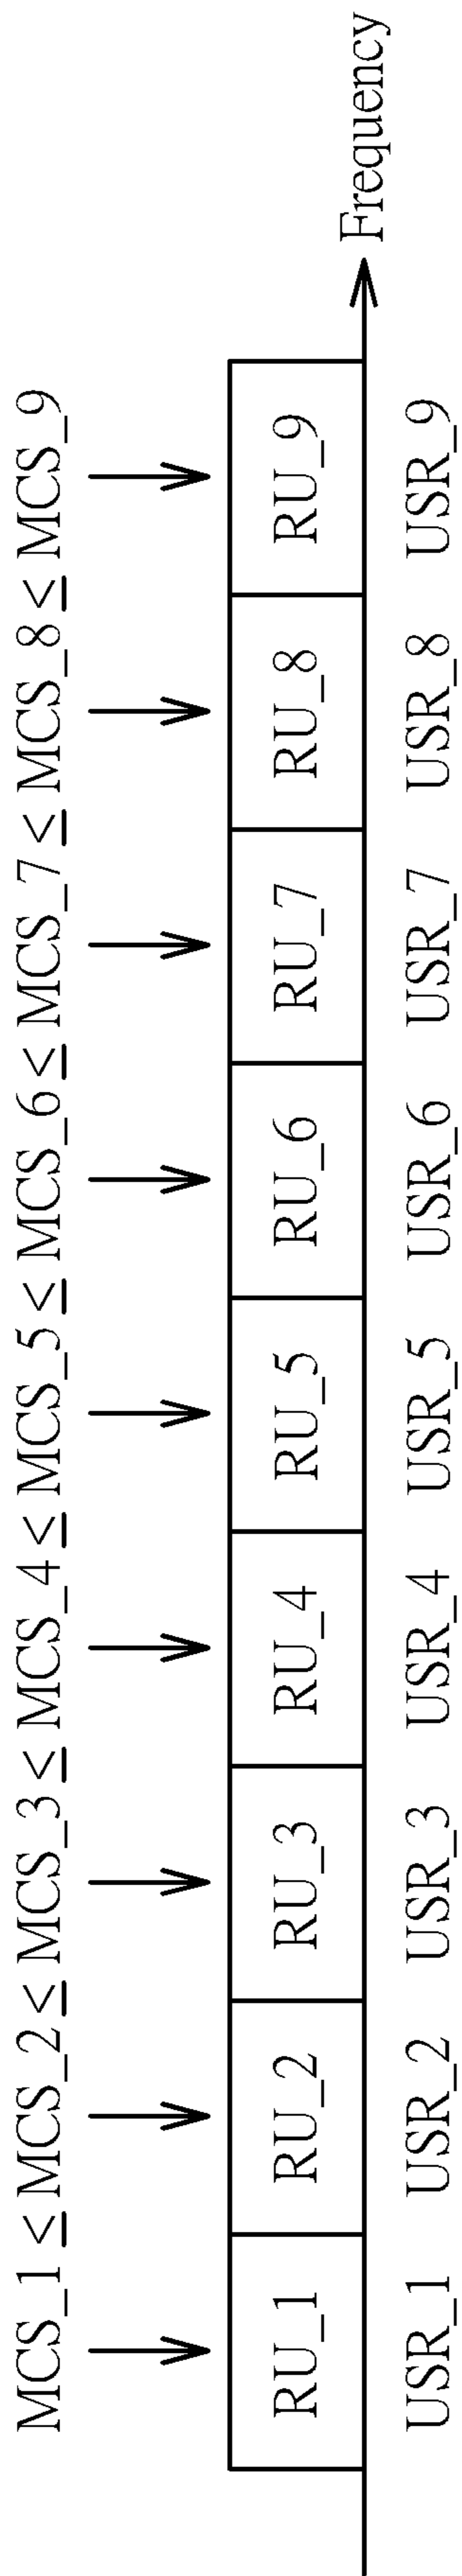 MCS_1 ≤ MCS_2 ≤ MCS_3 ≤ MCS_4 ≤ MCS_5 ≤ MCS_6 ≤ MCS_7 ≤ MCS_8 ≤ MCS_9
RU_1 RU_2 RU_3 RU_4 RU_5 RU_6 RU_7 RU_8 RU_9
Frequency
USR_1 USR_2 USR_3 USR_4 USR_5 USR_6 USR_7 USR_8 USR_9